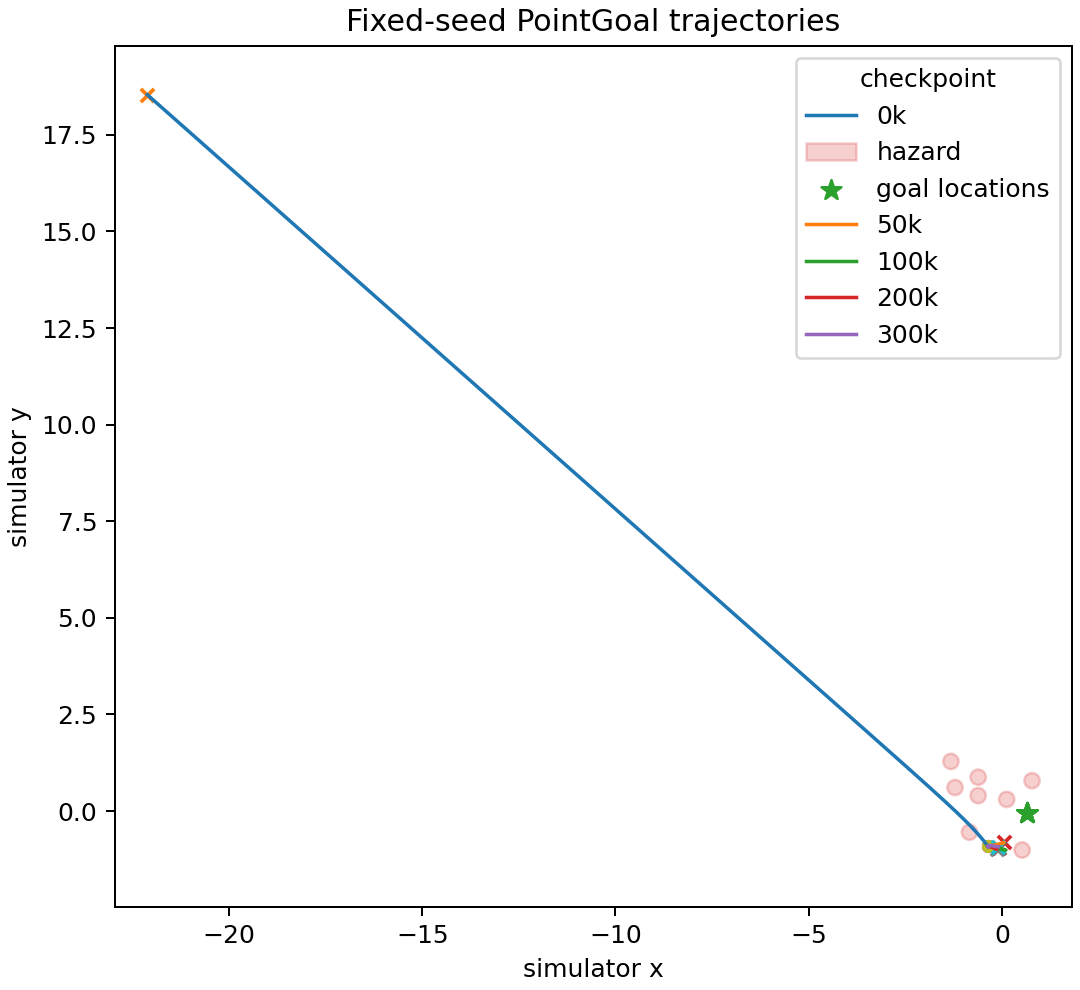 Fixed-seed PointGoal trajectories
checkpoint
0k
hazard
goal locations
50k
100k
200k
300k
17.5
15.0
12.5
10.0
7.5
5.0
2.5
0.0
simulator y
−20
−15
−10
−5
0
simulator x